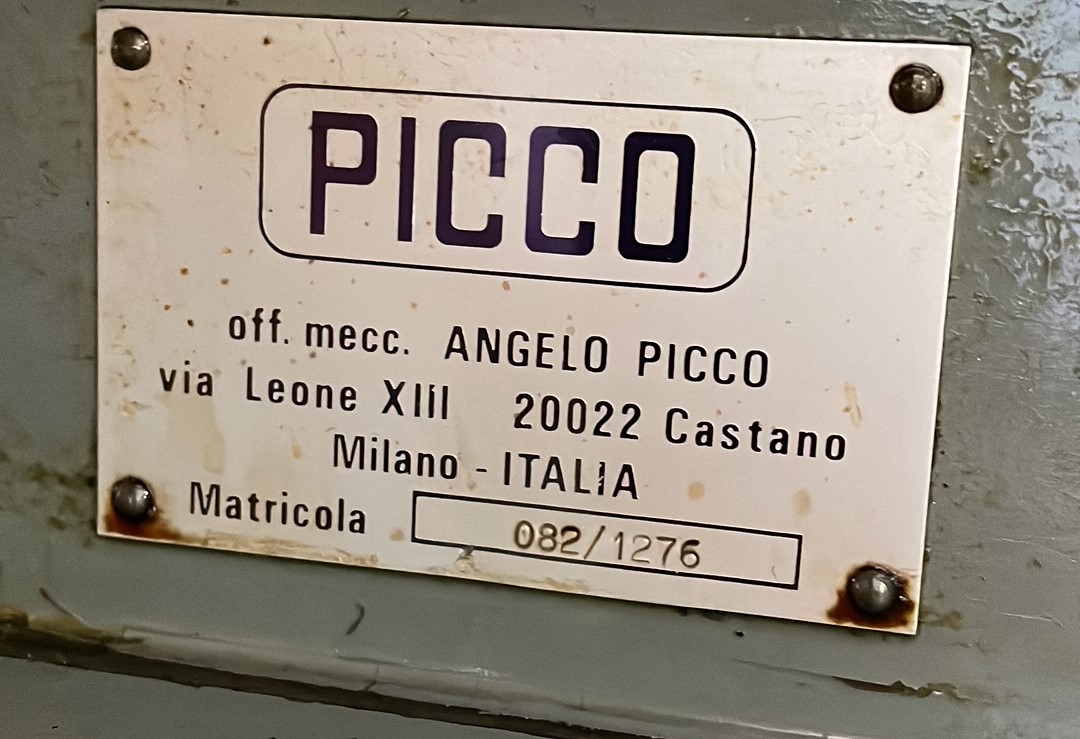 PICCO
off. mecc. ANGELO PICCO
via Leone XIII 20022 Castano
Milano - ITALIA
Matricola 082/1276